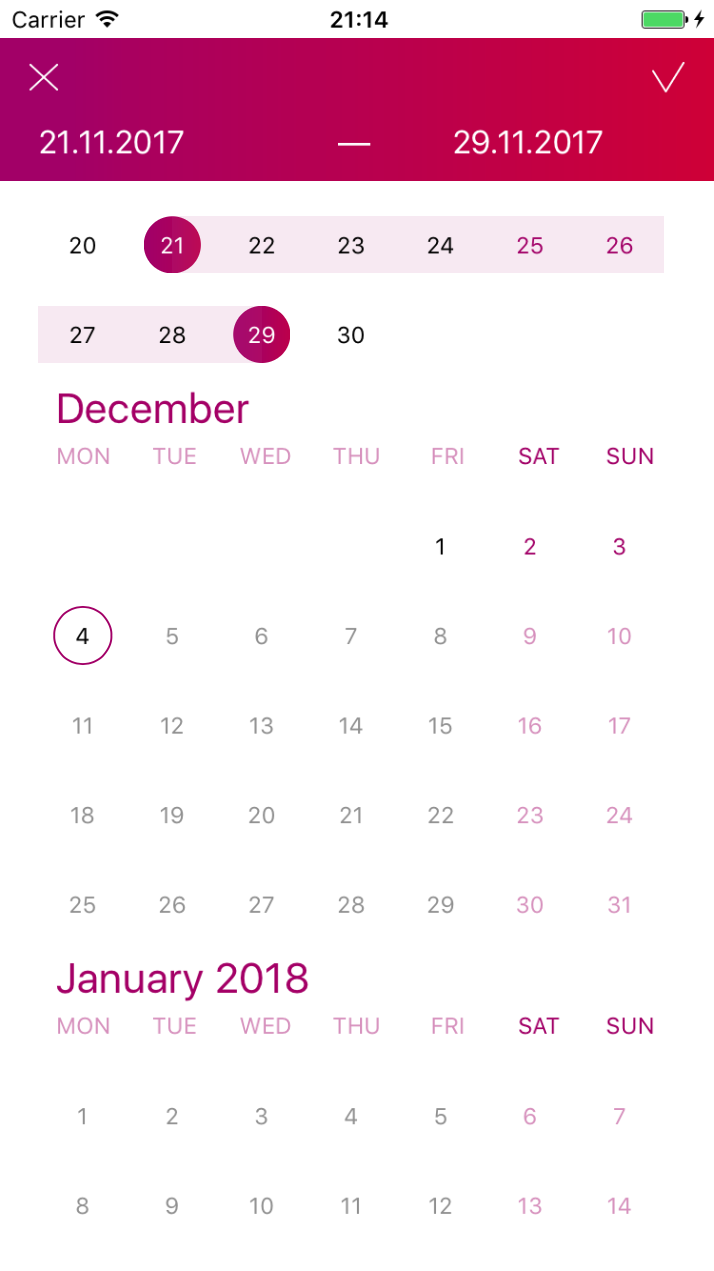 Carrier 21:14
21.11.2017 — 29.11.2017
20 21 22 23 24 25 26
27 28 29 30
December
MON TUE WED THU FRI SAT SUN
1 2 3
4 5 6 7 8 9 10
11 12 13 14 15 16 17
18 19 20 21 22 23 24
25 26 27 28 29 30 31
January 2018
MON TUE WED THU FRI SAT SUN
1 2 3 4 5 6 7
8 9 10 11 12 13 14